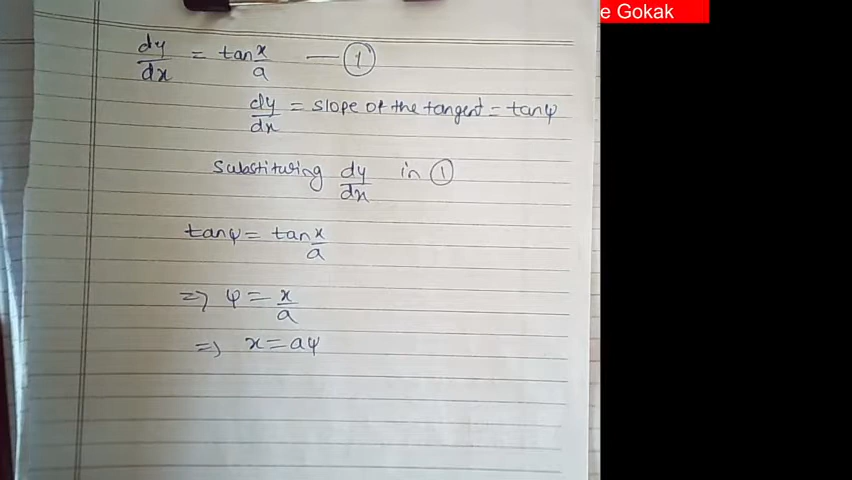 e Gokak
dy/dx = tan x/a — ①
dy/dx = slope of the tangent = tanψ
Substituring dy/dx in ①
tanψ = tan x/a
=> ψ = x/a
=> x = aψ